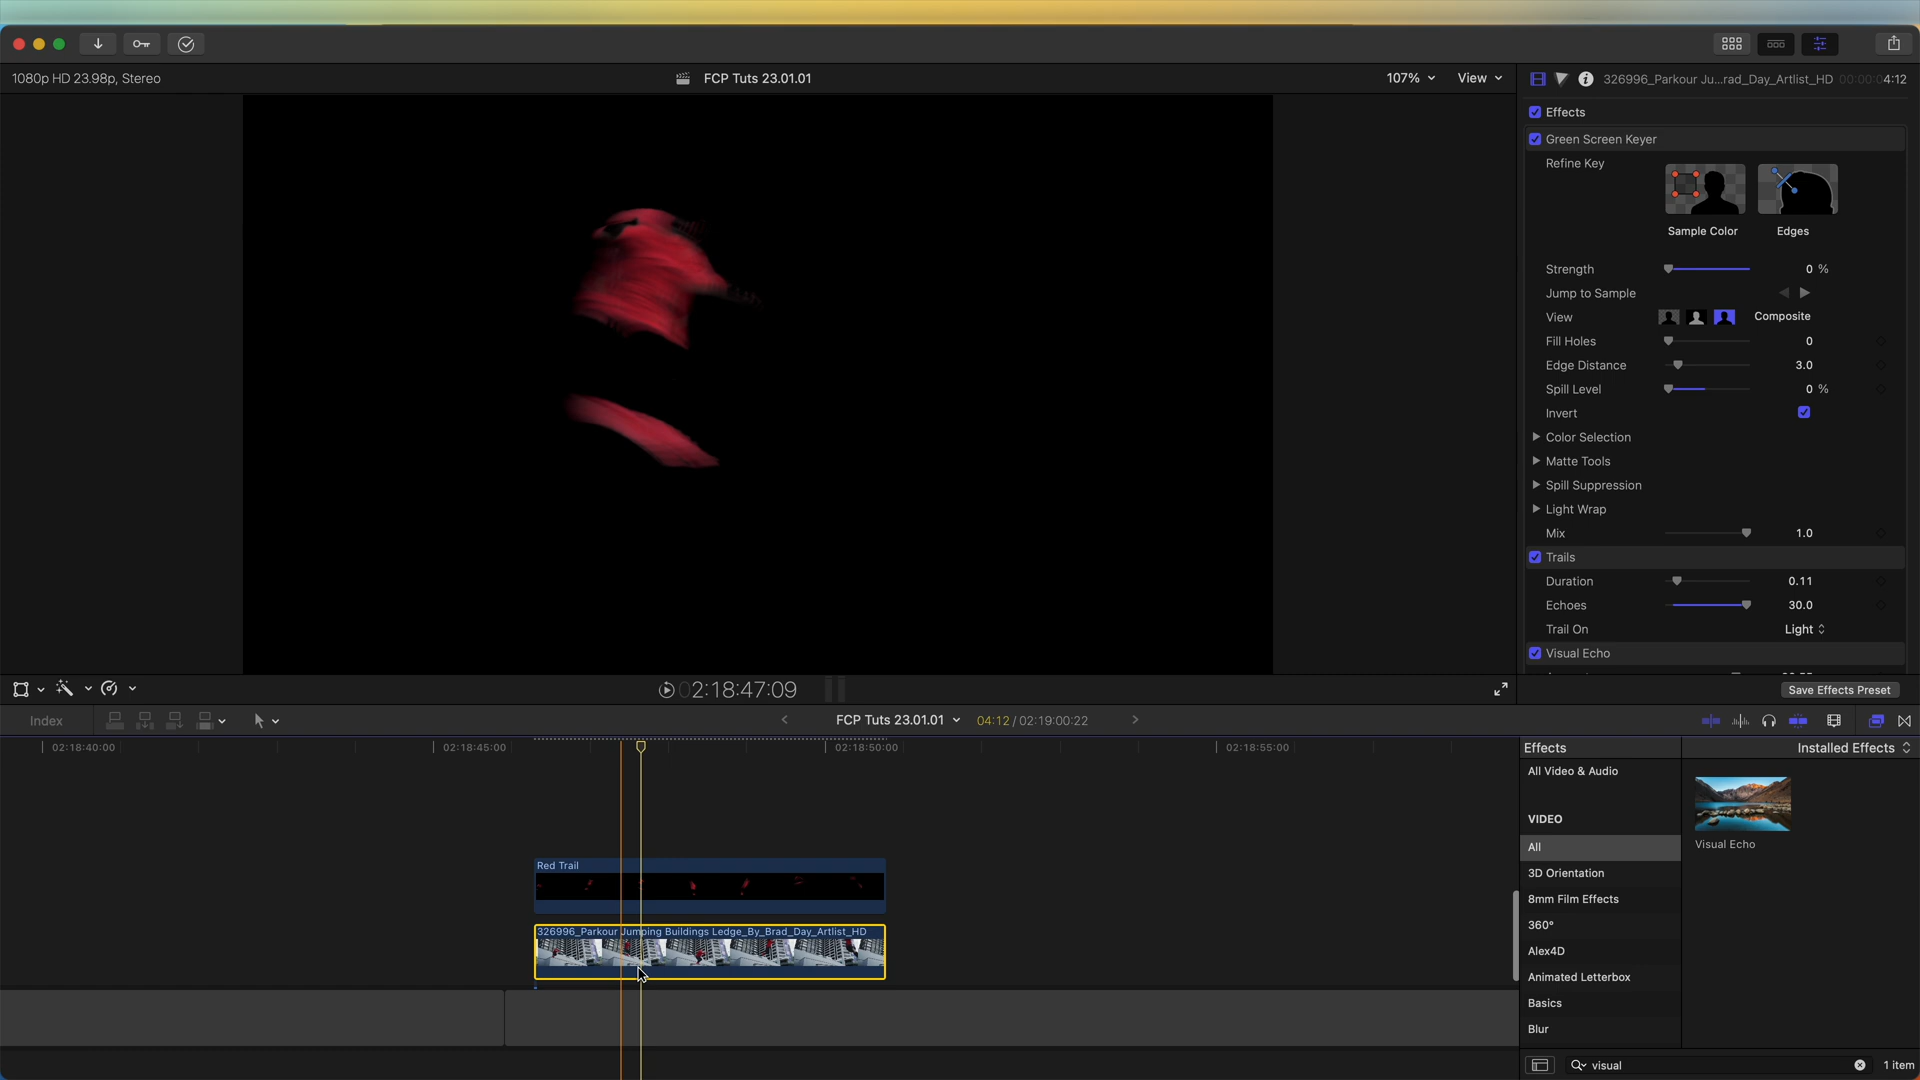 1080p HD 23.98p, Stereo
FCP Tuts 23.01.01
107%
View
326996_Parkour Ju...rad_Day_Artlist_HD
00:00:04:12
Effects
Green Screen Keyer
Refine Key
Sample Color
Edges
Strength
0 %
Jump to Sample
View
Composite
Fill Holes
0
Edge Distance
3.0
Spill Level
0 %
Invert
Color Selection
Matte Tools
Spill Suppression
Light Wrap
Mix
1.0
Trails
Duration
0.11
Echoes
30.0
Trail On
Light
Visual Echo
02:18:47:09
Save Effects Preset
Index
FCP Tuts 23.01.01
04:12 / 02:19:00:22
02:18:40:00
02:18:45:00
02:18:50:00
02:18:55:00
Red Trail
326996_Parkour Jumping Buildings Ledge_By_Brad_Day_Artlist_HD
Effects
Installed Effects
All Video & Audio
VIDEO
All
3D Orientation
8mm Film Effects
360°
Alex4D
Animated Letterbox
Basics
Blur
Visual Echo
visual
1 item